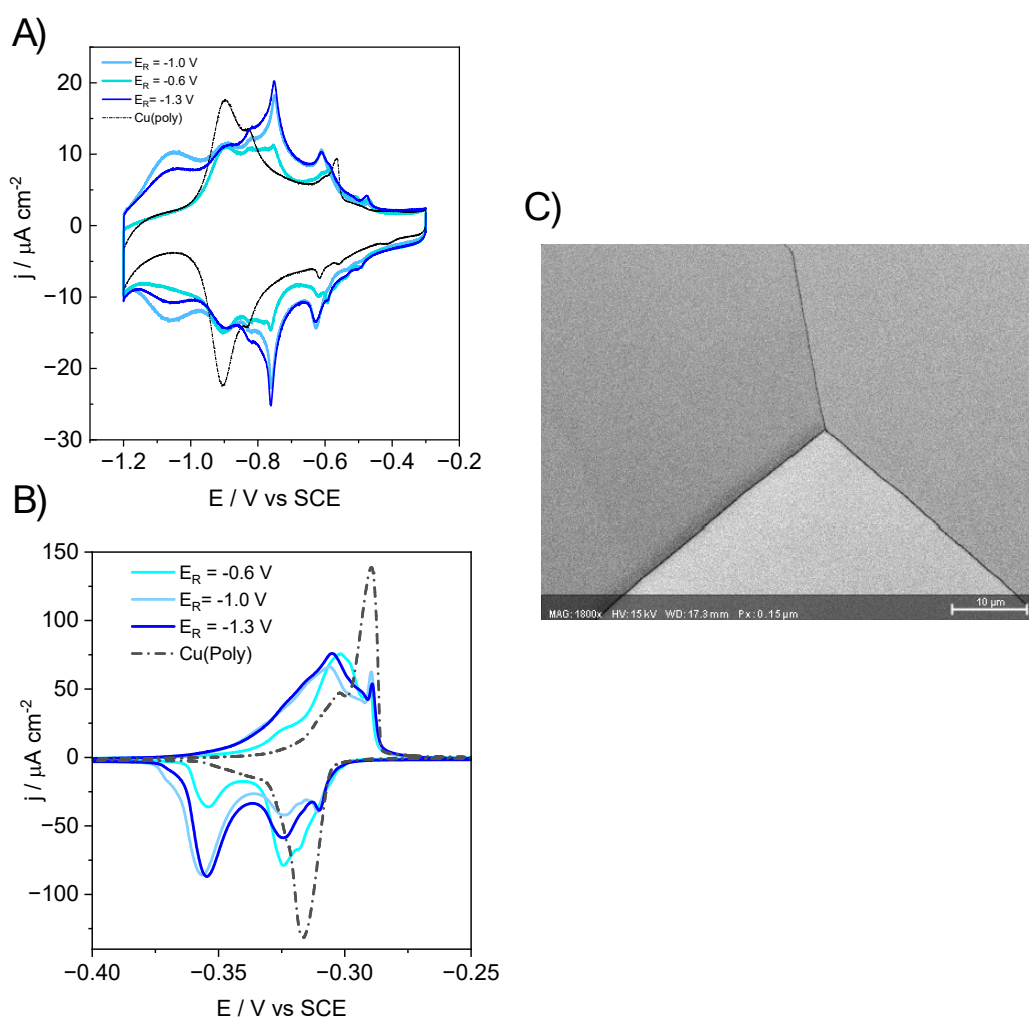 A)
E_R = -1.0 V
E_R = -0.6 V
E_R= -1.3 V
Cu(poly)
20
10
0
−10
−20
−30
j / µA cm⁻²
−1.2 −1.0 −0.8 −0.6 −0.4 −0.2
E / V vs SCE
B)
E_R = -0.6 V
E_R= -1.0 V
E_R = -1.3 V
Cu(Poly)
150
100
50
0
−50
−100
j / µA cm⁻²
−0.40 −0.35 −0.30 −0.25
E / V vs SCE
C)
10 µm
MAG: 1800x HV: 15 kV WD: 17.3 mm Px: 0.15 µm